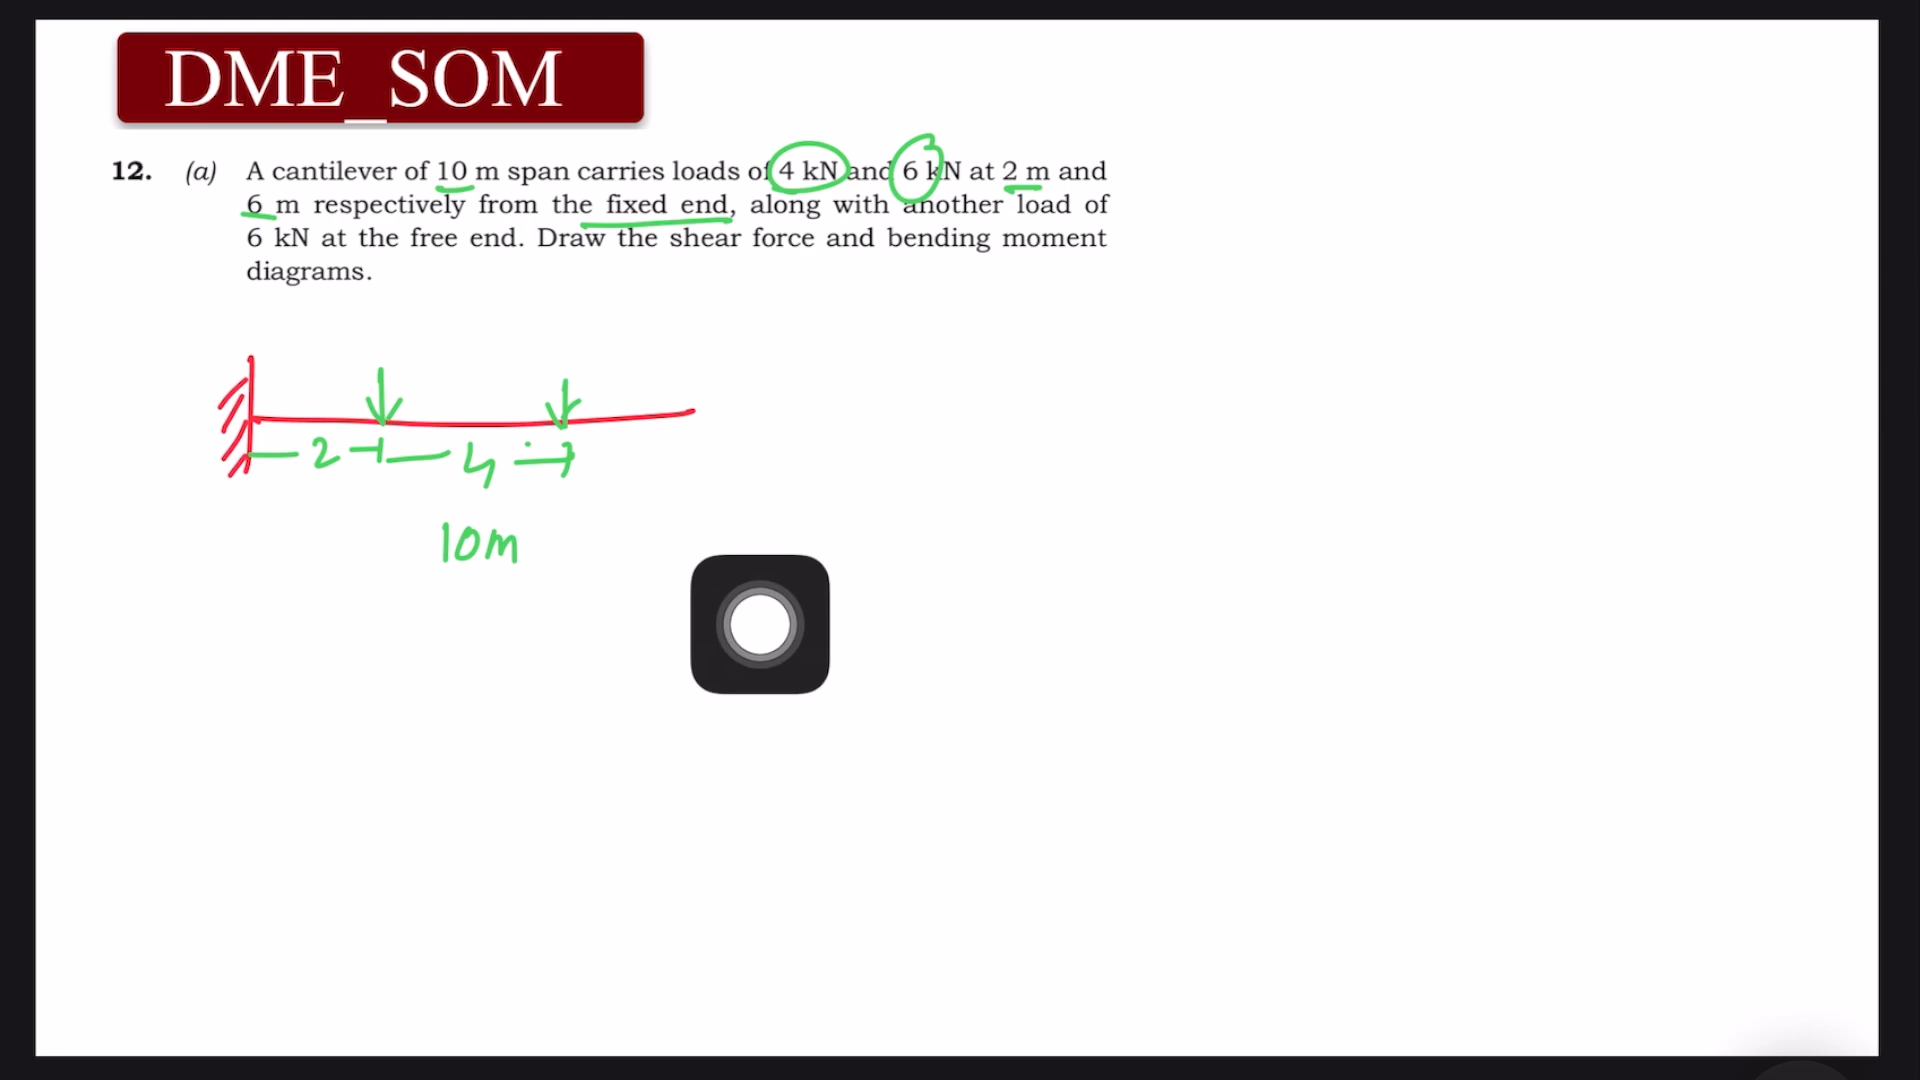 DME_SOM
12. (a) A cantilever of 10 m span carries loads of 4 kN and 6 kN at 2 m and
6 m respectively from the fixed end, along with another load of
6 kN at the free end. Draw the shear force and bending moment
diagrams.
2 4
10m